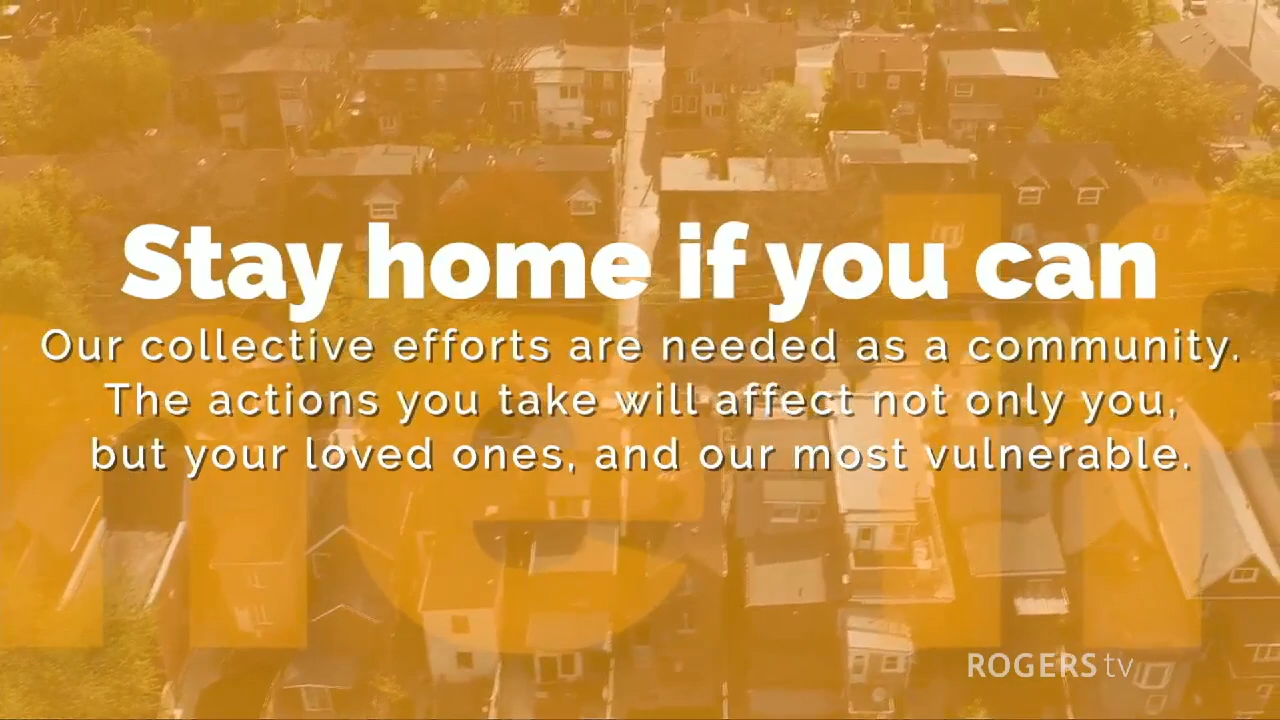 Stay home if you can
Our collective efforts are needed as a community.
The actions you take will affect not only you,
but your loved ones, and our most vulnerable.
ROGERS tv